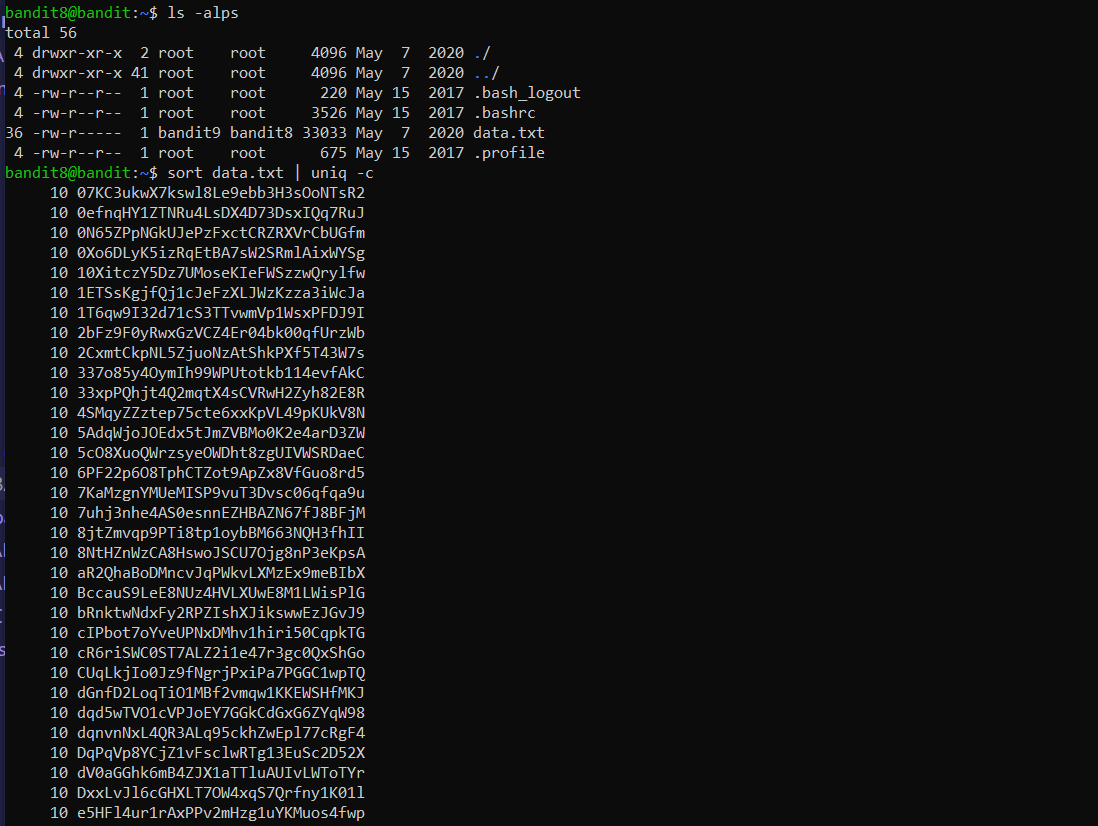 bandit8@bandit:~$ ls -alps
total 56
 4 drwxr-xr-x  2 root    root     4096 May  7  2020 ./
 4 drwxr-xr-x 41 root    root     4096 May  7  2020 ../
 4 -rw-r--r--  1 root    root      220 May 15  2017 .bash_logout
 4 -rw-r--r--  1 root    root     3526 May 15  2017 .bashrc
36 -rw-r-----  1 bandit9 bandit8 33033 May  7  2020 data.txt
 4 -rw-r--r--  1 root    root      675 May 15  2017 .profile
bandit8@bandit:~$ sort data.txt | uniq -c
     10 07KC3ukwX7kswl8Le9ebb3H3sOoNTsR2
     10 0efnqHY1ZTNRu4LsDX4D73DsxIQq7RuJ
     10 0N65ZPpNGkUJePzFxctCRZRXVrCbUGfm
     10 0Xo6DLyK5izRqEtBA7sW2SRmlAixWYSg
     10 10XitczY5Dz7UMoseKIeFWSzzwQrylfw
     10 1ETSsKgjfQj1cJeFzXLJWzKzza3iWcJa
     10 1T6qw9I32d71cS3TTvwmVp1WsxPFDJ9I
     10 2bFz9F0yRwxGzVCZ4Er04bk00qfUrzWb
     10 2CxmtCkpNL5ZjuoNzAtShkPXf5T43W7s
     10 337o85y4OymIh99WPUtotkb114evfAkC
     10 33xpPQhjt4Q2mqtX4sCVRwH2Zyh82E8R
     10 4SMqyZZztep75cte6xxKpVL49pKUkV8N
     10 5AdqWjoJOEdx5tJmZVBMo0K2e4arD3ZW
     10 5cO8XuoQWrzsyeOWDht8zgUIVWSRDaeC
     10 6PF22p6O8TphCTZot9ApZx8VfGuo8rd5
     10 7KaMzgnYMUeMISP9vuT3Dvsc06qfqa9u
     10 7uhj3nhe4AS0esnnEZHBAZN67fJ8BFjM
     10 8jtZmvqp9PTi8tp1oybBM663NQH3fhII
     10 8NtHZnWzCA8HswoJSCU7Ojg8nP3eKpsA
     10 aR2QhaBoDMncvJqPWkvLXMzEx9meBIbX
     10 BccauS9LeE8NUz4HVLXUwE8M1LWisPlG
     10 bRnktwNdxFy2RPZIshXJikswwEzJGvJ9
     10 cIPbot7oYveUPNxDMhv1hiri50CqpkTG
     10 cR6riSWC0ST7ALZ2i1e47r3gc0QxShGo
     10 CUqLkjIo0Jz9fNgrjPxiPa7PGGC1wpTQ
     10 dGnfD2LoqTiO1MBf2vmqw1KKEWSHfMKJ
     10 dqd5wTVO1cVPJoEY7GGkCdGxG6ZYqW98
     10 dqnvnNxL4QR3ALq95ckhZwEpl77cRgF4
     10 DqPqVp8YCjZ1vFsclwRTg13EuSc2D52X
     10 dV0aGGhk6mB4ZJX1aTTluAUIvLWToTYr
     10 DxxLvJl6cGHXLT7OW4xqS7Qrfny1K01l
     10 e5HFl4ur1rAxPPv2mHzg1uYKMuos4fwp